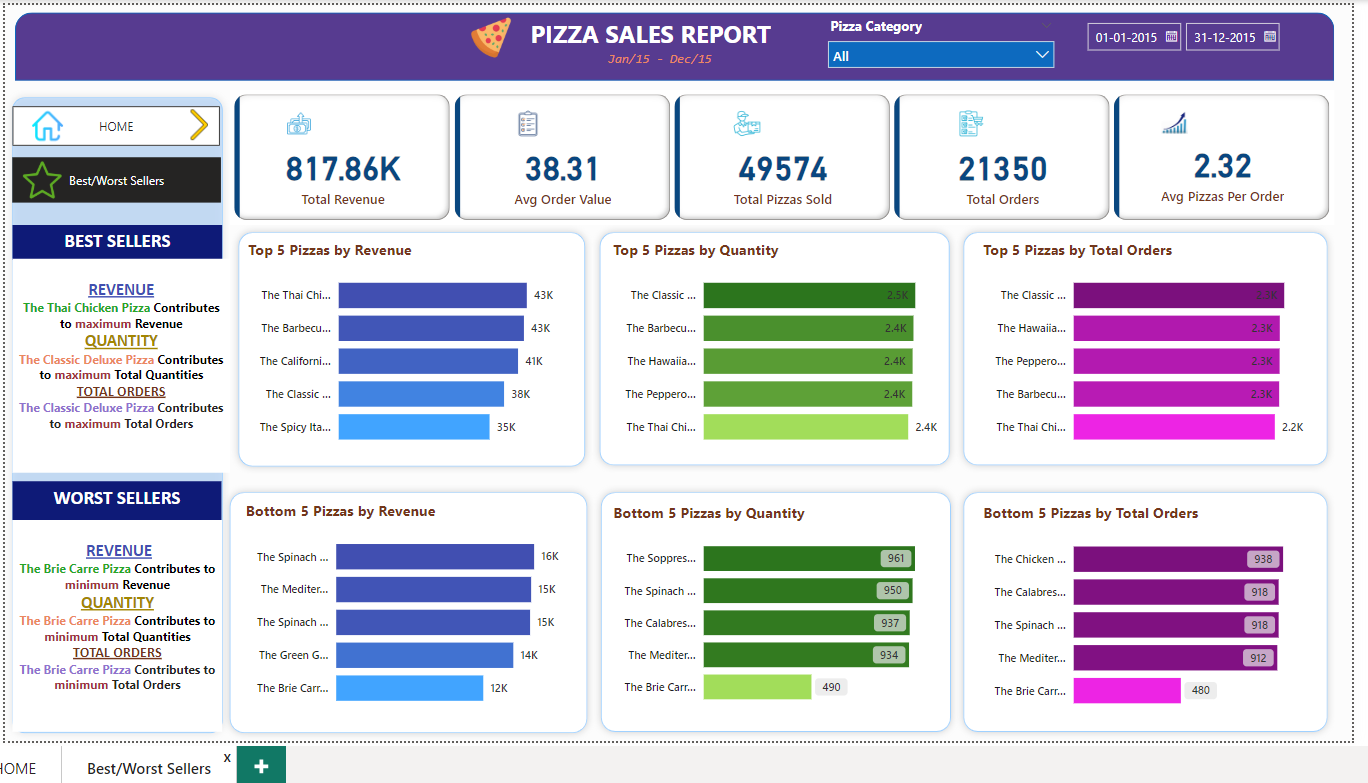 PIZZA SALES REPORT
Jan/15 - Dec/15
Pizza Category
All
01-01-2015
31-12-2015
HOME
Best/Worst Sellers
817.86K
Total Revenue
38.31
Avg Order Value
49574
Total Pizzas Sold
21350
Total Orders
2.32
Avg Pizzas Per Order
BEST SELLERS
REVENUE
The Thai Chicken Pizza Contributes
to maximum Revenue
QUANTITY
The Classic Deluxe Pizza Contributes
to maximum Total Quantities
TOTAL ORDERS
The Classic Deluxe Pizza Contributes
to maximum Total Orders
Top 5 Pizzas by Revenue
The Thai Chi... 43K
The Barbecu... 43K
The Californi... 41K
The Classic ... 38K
The Spicy Ita... 35K
Top 5 Pizzas by Quantity
The Classic ... 2.5K
The Barbecu... 2.4K
The Hawaiia... 2.4K
The Peppero... 2.4K
The Thai Chi... 2.4K
Top 5 Pizzas by Total Orders
The Classic ...
The Hawaiia... 2.3K
The Peppero... 2.3K
The Barbecu... 2.3K
The Thai Chi... 2.2K
WORST SELLERS
REVENUE
The Brie Carre Pizza Contributes to
minimum Revenue
QUANTITY
The Brie Carre Pizza Contributes to
minimum Total Quantities
TOTAL ORDERS
The Brie Carre Pizza Contributes to
minimum Total Orders
Bottom 5 Pizzas by Revenue
The Spinach ... 16K
The Mediter... 15K
The Spinach ... 15K
The Green G... 14K
The Brie Carr... 12K
Bottom 5 Pizzas by Quantity
The Soppres... 961
The Spinach ... 950
The Calabres... 937
The Mediter... 934
The Brie Carr... 490
Bottom 5 Pizzas by Total Orders
The Chicken ... 938
The Calabres... 918
The Spinach ... 918
The Mediter... 912
The Brie Carr... 480
HOME
Best/Worst Sellers
x
+